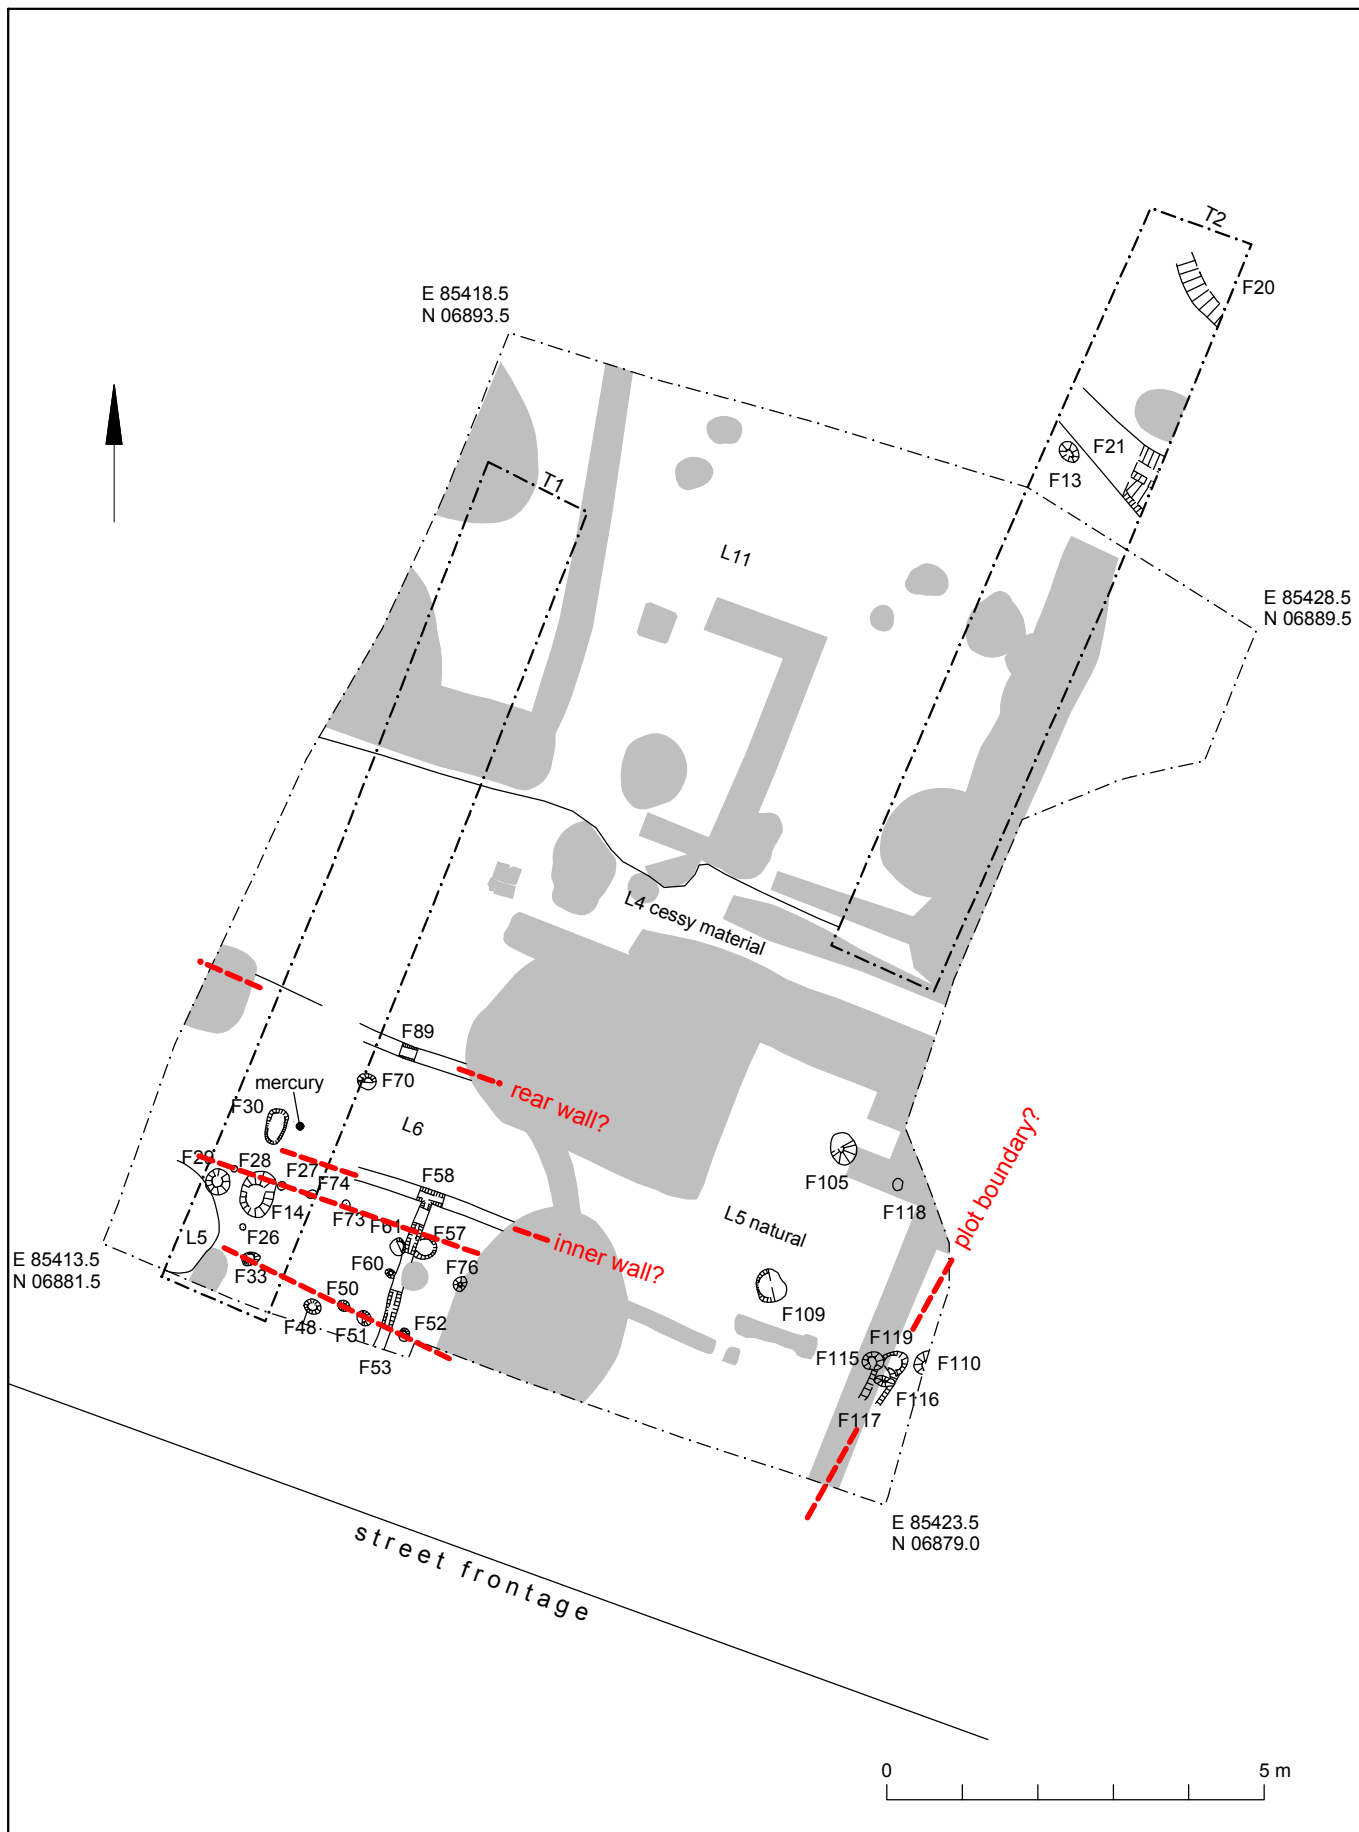 T2
F20
E 85418.5
N 06893.5
F21
F13
T1
L11
E 85428.5
N 06889.5
L4 cessy material
F89
F70
mercury
F30
rear wall?
L6
plot boundary?
F29
F28
F27
F74
F58
F105
F118
F14
F73
F61
F57
L5 natural
L5
F26
inner wall?
E 85413.5
N 06881.5
F33
F60
F76
F50
F48
F51
F52
F109
F53
F119
F115
F110
F116
F117
E 85423.5
N 06879.0
street frontage
0
5 m